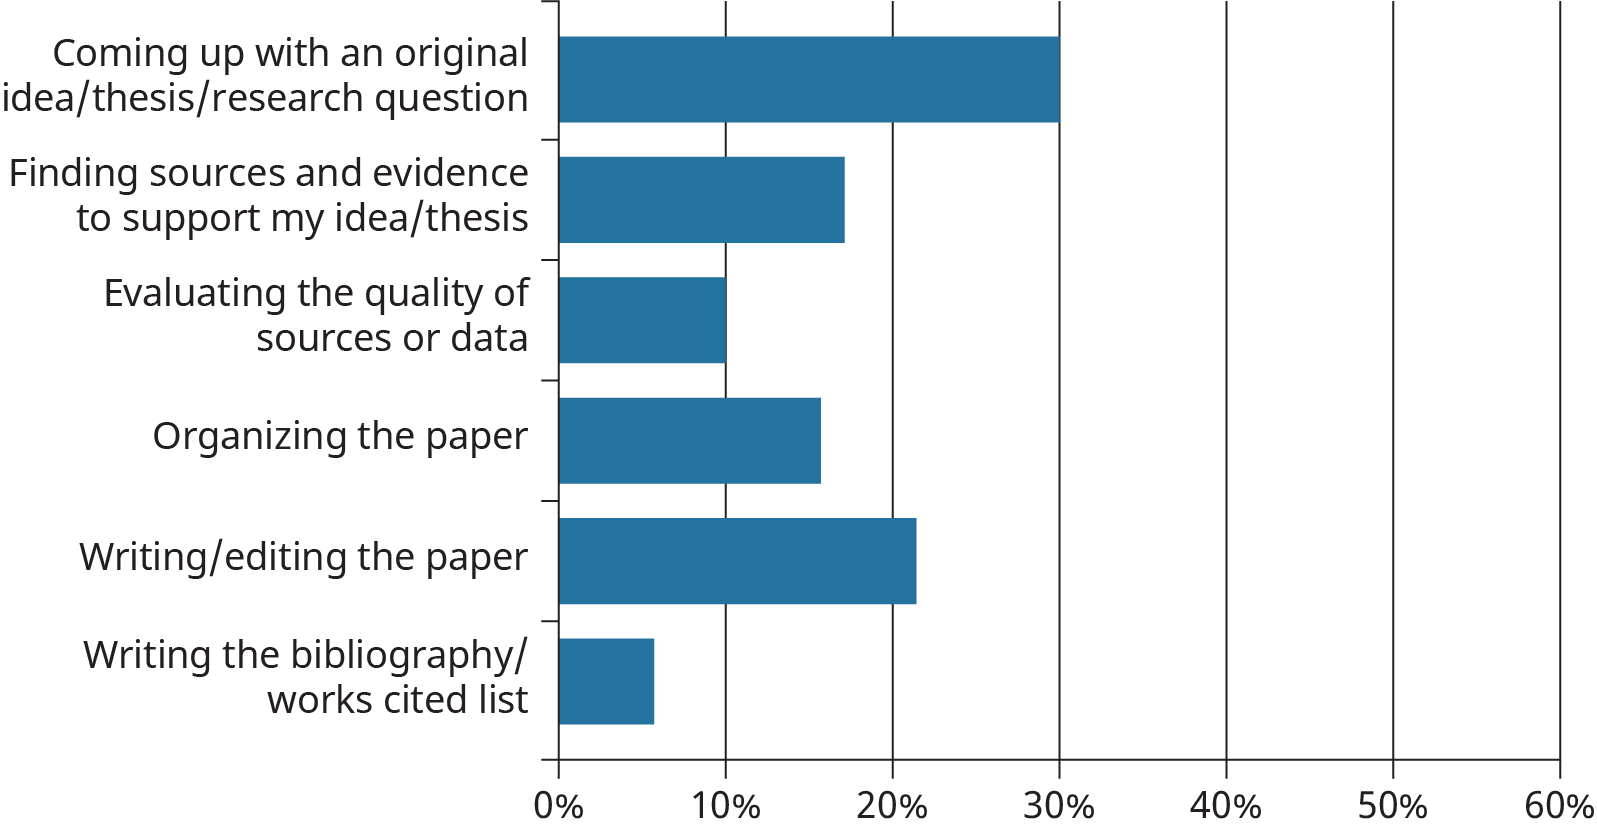 Coming up with an original
idea/thesis/research question
Finding sources and evidence
to support my idea/thesis
Evaluating the quality of
sources or data
Organizing the paper
Writing/editing the paper
Writing the bibliography/
works cited list
0% 10% 20% 30% 40% 50% 60%